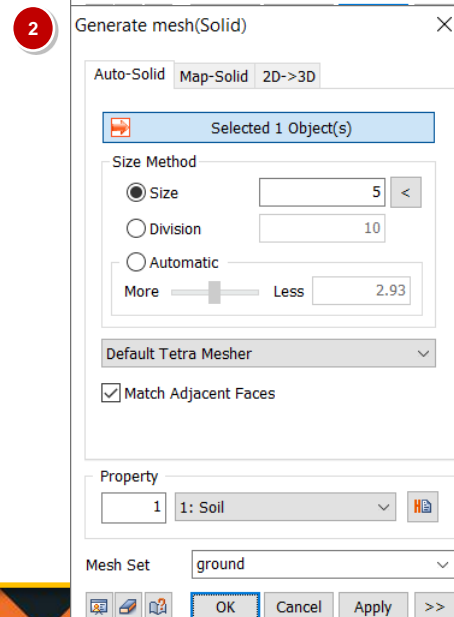 2
Generate mesh(Solid)
Auto-Solid Map-Solid 2D->3D
Selected 1 Object(s)
Size Method
Size 5 <
Division 10
Automatic
More Less 2.93
Default Tetra Mesher
Match Adjacent Faces
Property
1 1: Soil
Mesh Set ground
OK Cancel Apply >>